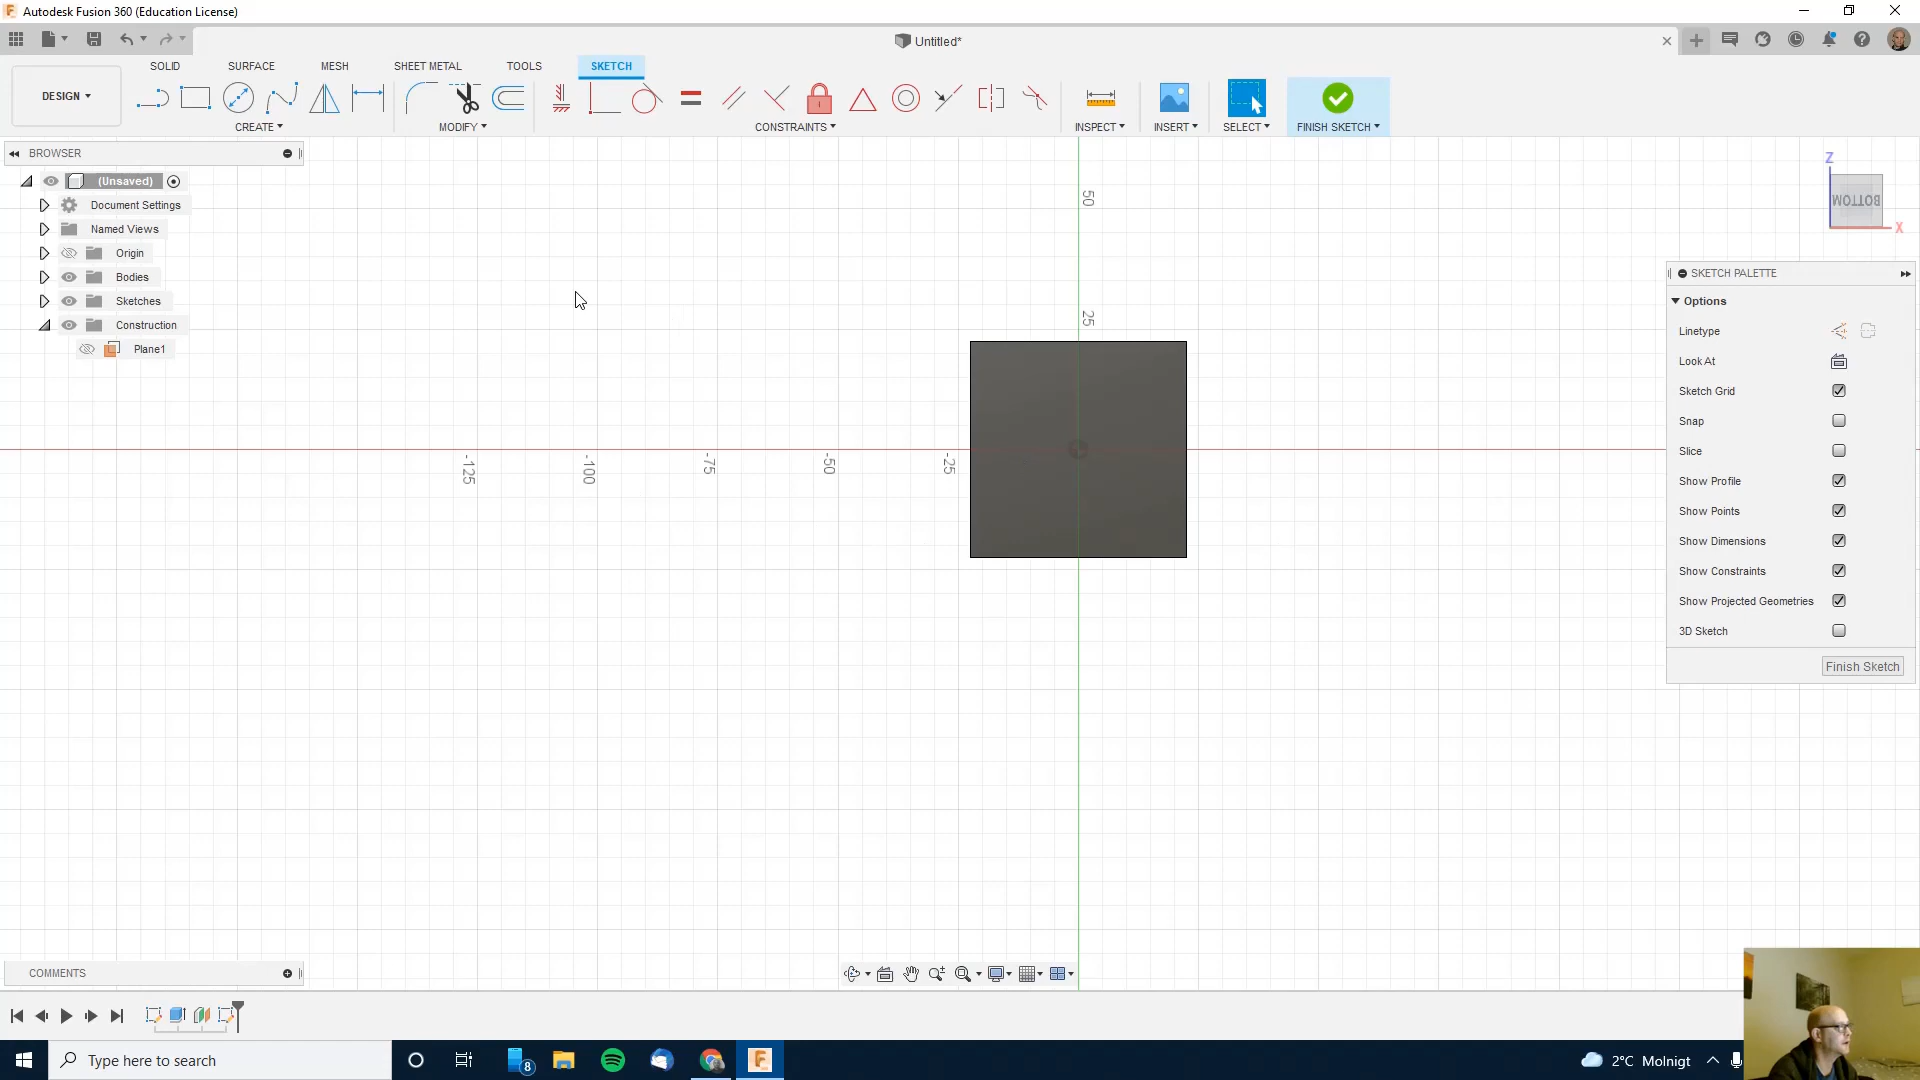 Autodesk Fusion 360 (Education License)
Untitled*
SOLID
SURFACE
MESH
SHEET METAL
TOOLS
SKETCH
DESIGN
CREATE
MODIFY
CONSTRAINTS
INSPECT
INSERT
SELECT
FINISH SKETCH
BROWSER
(Unsaved)
Document Settings
Named Views
Origin
Bodies
Sketches
Construction
Plane1
50
25
-125
-100
-75
-50
-25
Z
BOTTOM
X
SKETCH PALETTE
Options
Linetype
Look At
Sketch Grid
Snap
Slice
Show Profile
Show Points
Show Dimensions
Show Constraints
Show Projected Geometries
3D Sketch
Finish Sketch
COMMENTS
Type here to search
8
2°C Molnigt